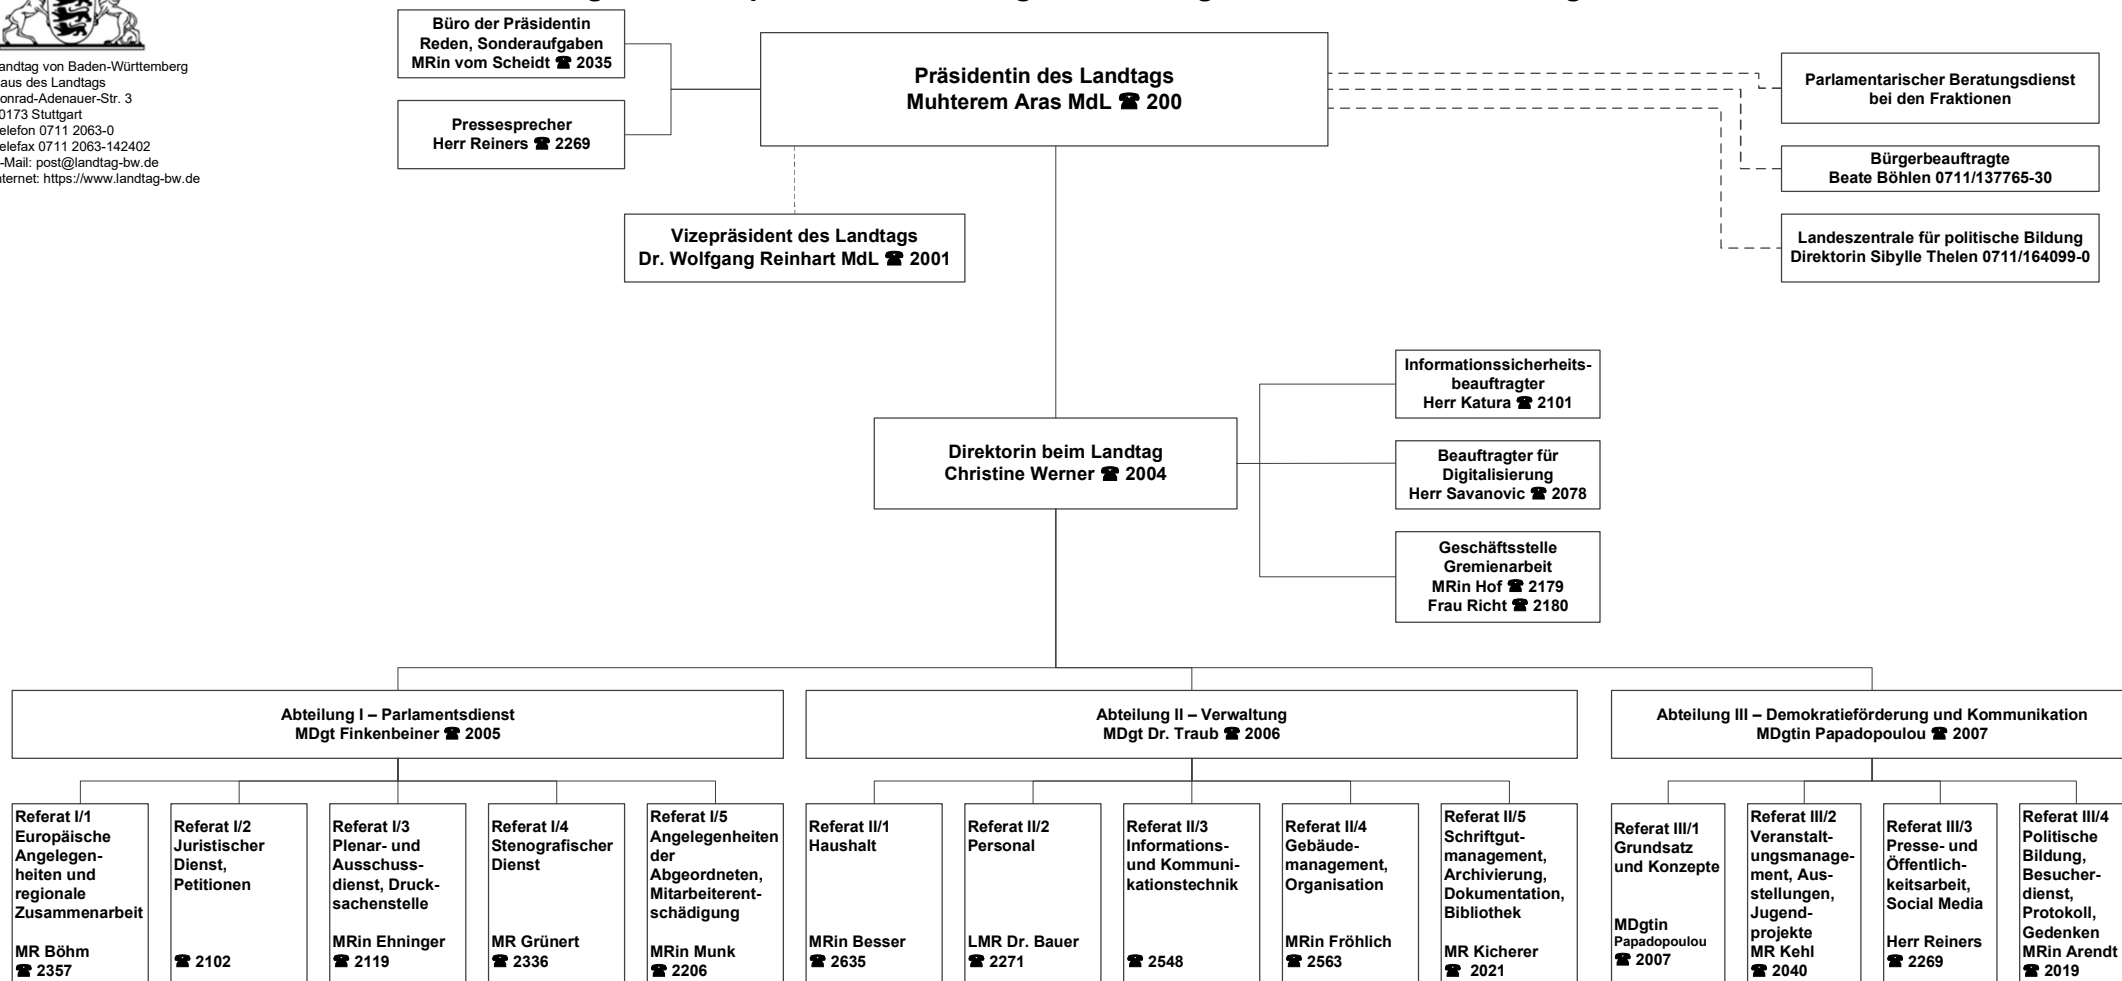 Landtag von Baden-Württemberg
Haus des Landtags
Konrad-Adenauer-Str. 3
70173 Stuttgart
Telefon 0711 2063-0
Telefax 0711 2063-142402
E-Mail: post@landtag-bw.de
Internet: https://www.landtag-bw.de
Büro der Präsidentin
Reden, Sonderaufgaben
MRin vom Scheidt ☎ 2035
Pressesprecher
Herr Reiners ☎ 2269
Präsidentin des Landtags
Muhterem Aras MdL ☎ 200
Parlamentarischer Beratungsdienst
bei den Fraktionen
Bürgerbeauftragte
Beate Böhlen 0711/137765-30
Landeszentrale für politische Bildung
Direktorin Sibylle Thelen 0711/164099-0
Vizepräsident des Landtags
Dr. Wolfgang Reinhart MdL ☎ 2001
Informationssicherheits-
beauftragter
Herr Katura ☎ 2101
Direktorin beim Landtag
Christine Werner ☎ 2004
Beauftragter für
Digitalisierung
Herr Savanovic ☎ 2078
Geschäftsstelle
Gremienarbeit
MRin Hof ☎ 2179
Frau Richt ☎ 2180
Abteilung I – Parlamentsdienst
MDgt Finkenbeiner ☎ 2005
Abteilung II – Verwaltung
MDgt Dr. Traub ☎ 2006
Abteilung III – Demokratieförderung und Kommunikation
MDgtin Papadopoulou ☎ 2007
Referat I/1
Europäische
Angelegen-
heiten und
regionale
Zusammenarbeit
MR Böhm
☎ 2357
Referat I/2
Juristischer
Dienst,
Petitionen
☎ 2102
Referat I/3
Plenar- und
Ausschuss-
dienst, Druck-
sachenstelle
MRin Ehninger
☎ 2119
Referat I/4
Stenografischer
Dienst
MR Grünert
☎ 2336
Referat I/5
Angelegenheiten
der
Abgeordneten,
Mitarbeiterent-
schädigung
MRin Munk
☎ 2206
Referat II/1
Haushalt
MRin Besser
☎ 2635
Referat II/2
Personal
LMR Dr. Bauer
☎ 2271
Referat II/3
Informations-
und Kommuni-
kationstechnik
☎ 2548
Referat II/4
Gebäude-
management,
Organisation
MRin Fröhlich
☎ 2563
Referat II/5
Schriftgut-
management,
Archivierung,
Dokumentation,
Bibliothek
MR Kicherer
☎ 2021
Referat III/1
Grundsatz
und Konzepte
MDgtin
Papadopoulou
☎ 2007
Referat III/2
Veranstalt-
ungsmanage-
ment, Aus-
stellungen,
Jugend-
projekte
MR Kehl
☎ 2040
Referat III/3
Presse- und
Öffentlich-
keitsarbeit,
Social Media
Herr Reiners
☎ 2269
Referat III/4
Politische
Bildung,
Besucher-
dienst,
Protokoll,
Gedenken
MRin Arendt
☎ 2019